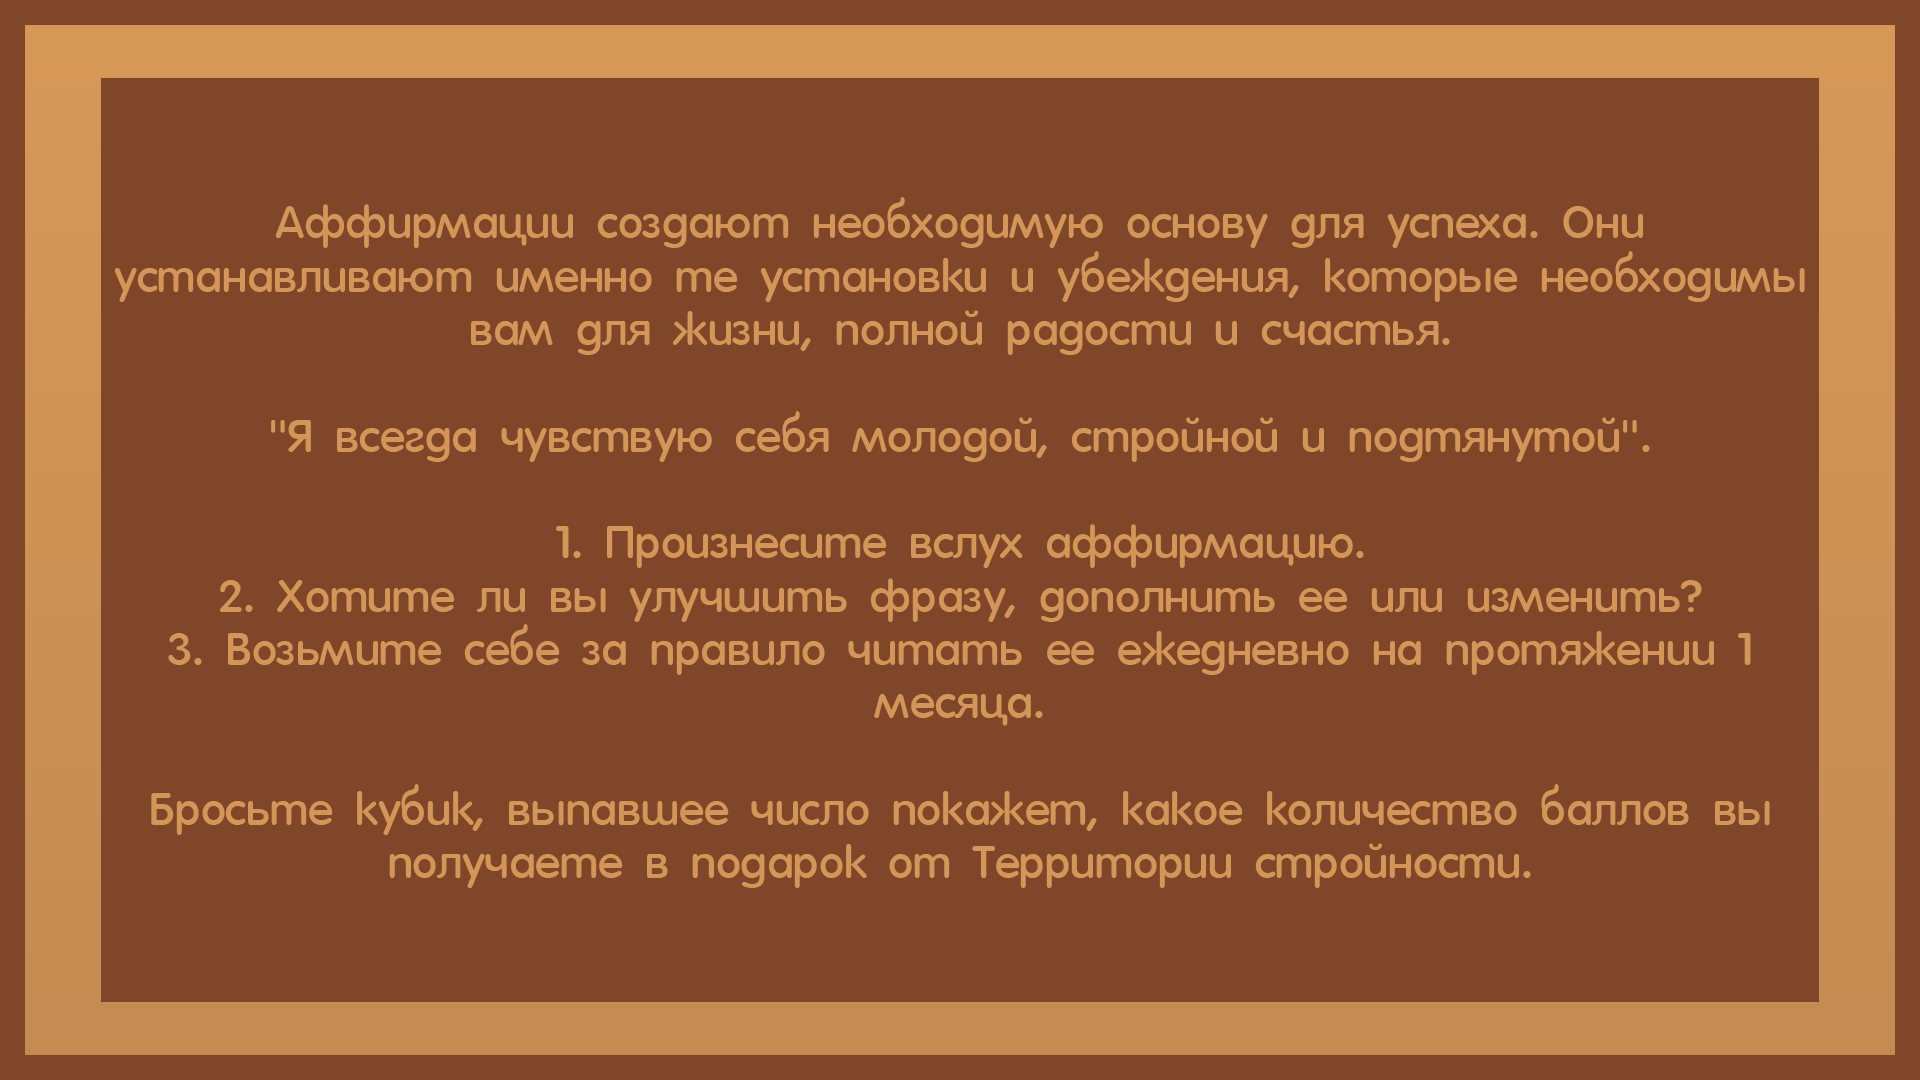 Аффирмации создают необходимую основу для успеха. Они
устанавливают именно те установки и убеждения, которые необходимы
вам для жизни, полной радости и счастья.
"Я всегда чувствую себя молодой, стройной и подтянутой".
1. Произнесите вслух аффирмацию.
2. Хотите ли вы улучшить фразу, дополнить ее или изменить?
3. Возьмите себе за правило читать ее ежедневно на протяжении 1
месяца.
Бросьте кубик, выпавшее число покажет, какое количество баллов вы
получаете в подарок от Территории стройности.